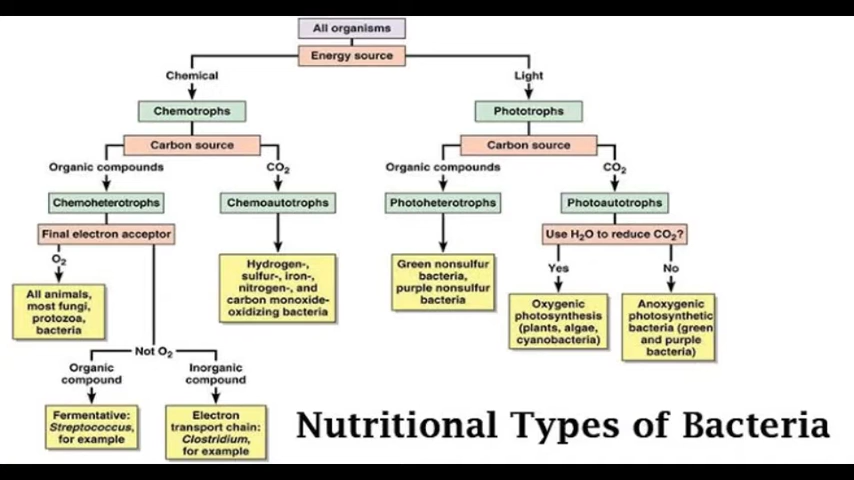 All organisms
Energy source
Chemical
Light
Chemotrophs
Phototrophs
Carbon source
Carbon source
Organic compounds
CO₂
Organic compounds
CO₂
Chemoheterotrophs
Chemoautotrophs
Photoheterotrophs
Photoautotrophs
Final electron acceptor
Use H₂O to reduce CO₂?
O₂
Yes
No
All animals,
most fungi,
protozoa,
bacteria
Hydrogen-,
sulfur-, iron-,
nitrogen-, and
carbon monoxide-
oxidizing bacteria
Green nonsulfur
bacteria,
purple nonsulfur
bacteria
Oxygenic
photosynthesis
(plants, algae,
cyanobacteria)
Anoxygenic
photosynthetic
bacteria (green
and purple
bacteria)
Not O₂
Organic
compound
Inorganic
compound
Fermentative:
Streptococcus,
for example
Electron
transport chain:
Clostridium,
for example
Nutritional Types of Bacteria